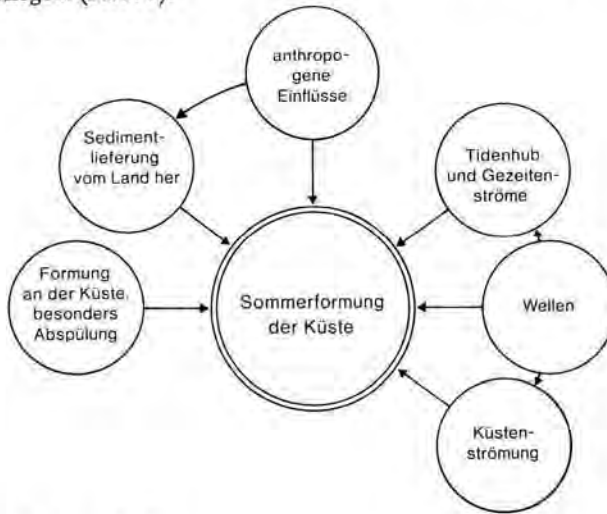 anthropo-
gene
Einflüsse
Sediment-
lieferung
vom Land her
Tidenhub
und Gezeiten-
ströme
Formung
an der Küste,
besonders
Abspülung
Sommerformung
der Küste
Wellen
Küsten-
strömung